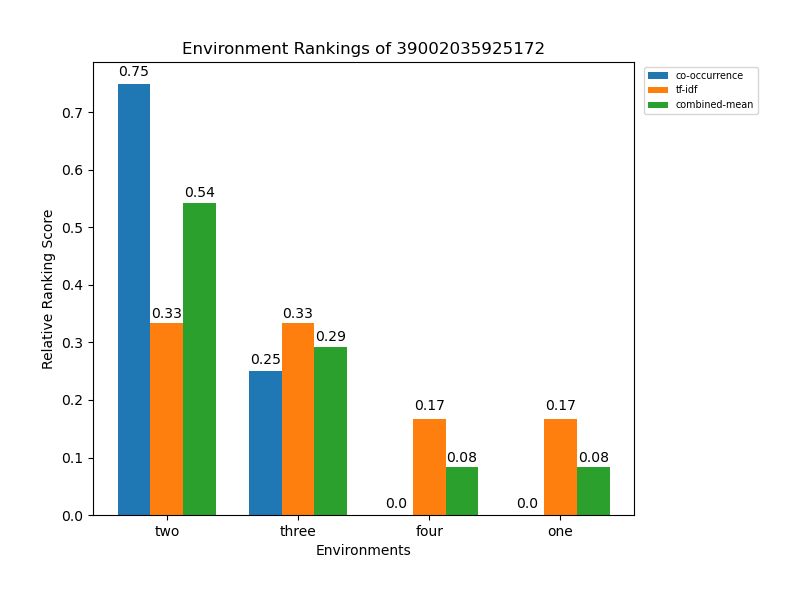 Environment Rankings of 39002035925172
co-occurrence
tf-idf
combined-mean
Relative Ranking Score
0.7
0.6
0.5
0.4
0.3
0.2
0.1
0.0
0.75
0.33
0.54
0.25
0.33
0.29
0.0
0.17
0.08
0.0
0.17
0.08
two
three
four
one
Environments